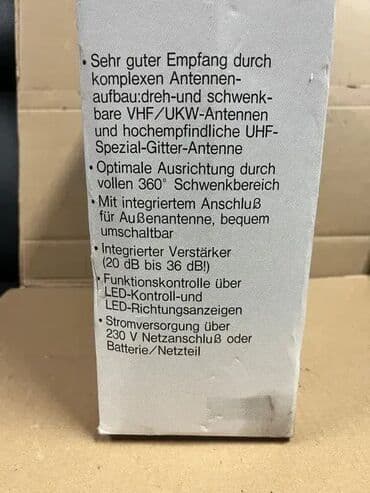 • Sehr guter Empfang durch
komplexen Antennen-
aufbau:dreh-und schwenk-
bare VHF/UKW-Antennen
und hochempfindliche UHF-
Spezial-Gitter-Antenne
• Optimale Ausrichtung durch
vollen 360° Schwenkbereich
• Mit integriertem Anschluß
für Außenantenne, bequem
umschaltbar
• Integrierter Verstärker
(20 dB bis 36 dB!)
• Funktionskontrolle über
LED-Kontroll-und
LED-Richtungsanzeigen
• Stromversorgung über
230 V Netzanschluß oder
Batterie/Netzteil